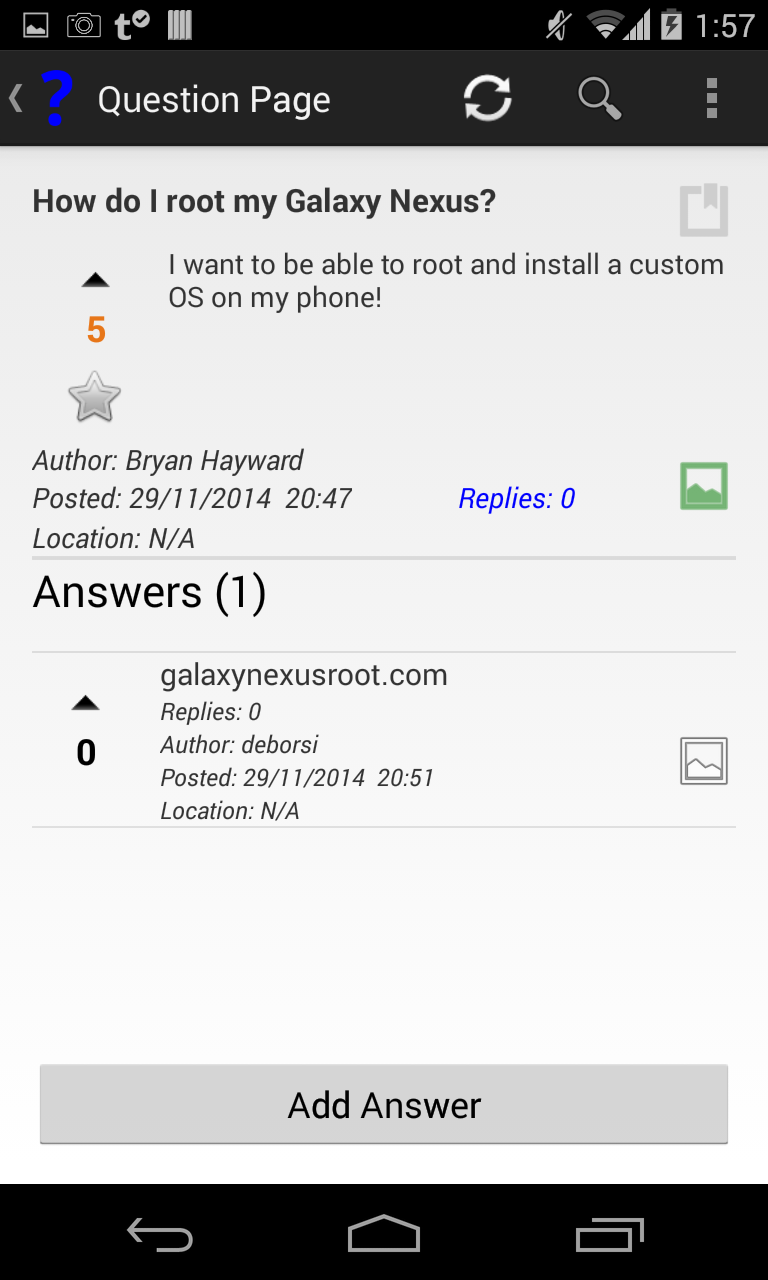 1:57
? Question Page
How do I root my Galaxy Nexus?
I want to be able to root and install a custom
OS on my phone!
5
Author: Bryan Hayward
Posted: 29/11/2014 20:47
Replies: 0
Location: N/A
Answers (1)
galaxynexusroot.com
Replies: 0
0
Author: deborsi
Posted: 29/11/2014 20:51
Location: N/A
Add Answer